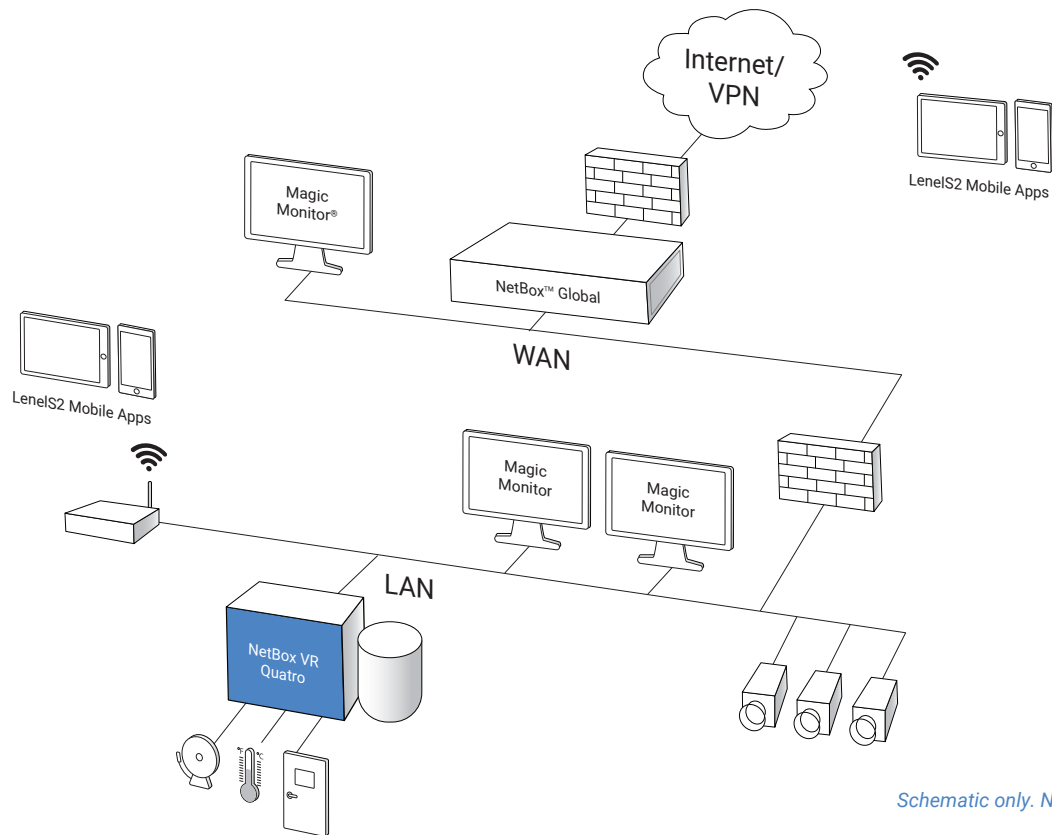 Internet/
VPN
LenelS2 Mobile Apps
Magic
Monitor®
NetBox™ Global
WAN
LenelS2 Mobile Apps
Magic
Monitor
Magic
Monitor
LAN
NetBox VR
Quatro
°F
°C
Schematic only. N